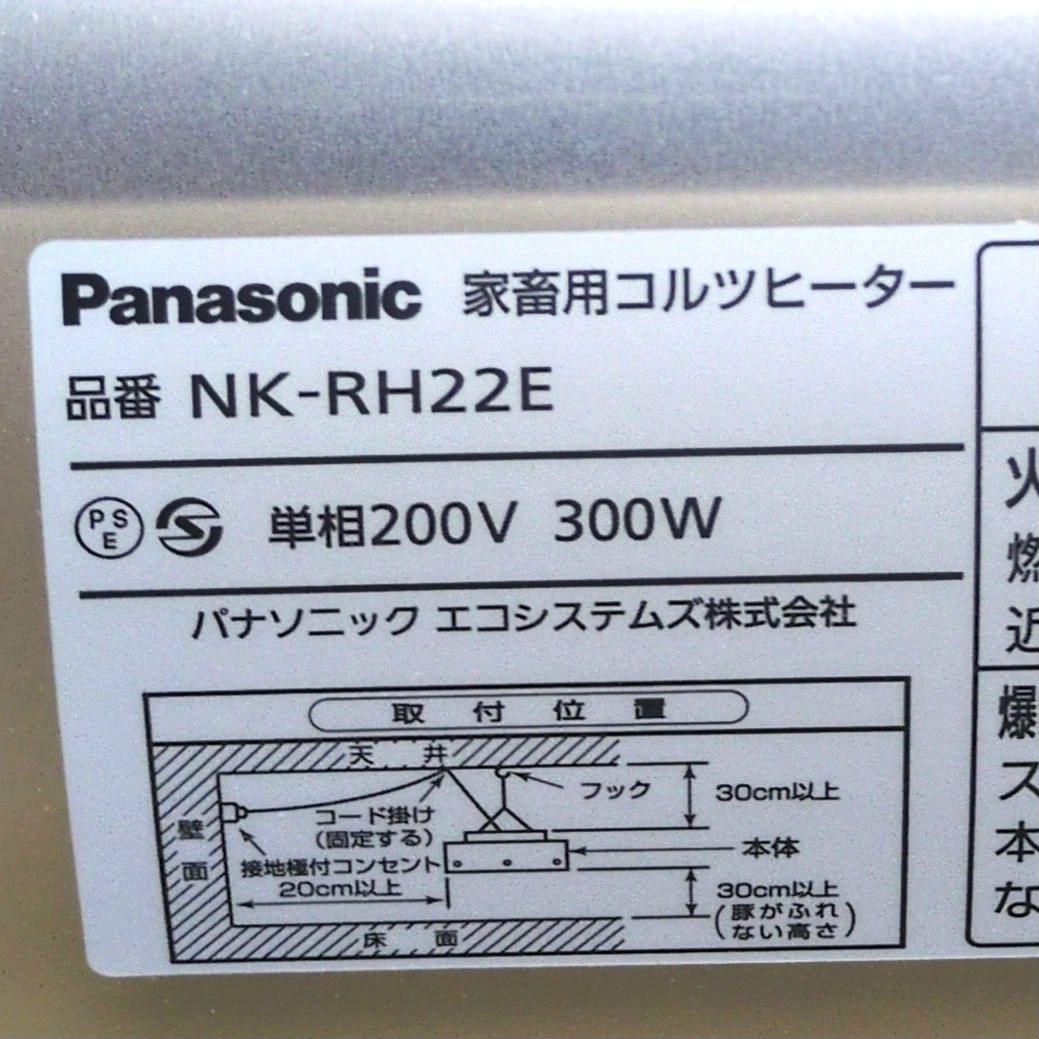 Panasonic 家畜用コルツヒーター
品番 NK-RH22E
PS
E
単相200V 300W
パナソニック エコシステムズ株式会社
取付位置
天井
フック
30cm以上
コード掛け
(固定する)
壁面
接地極付コンセント
本体
20cm以上
30cm以上
(豚がふれ
ない高さ)
床面
火
燃
近
爆
ス
本
な